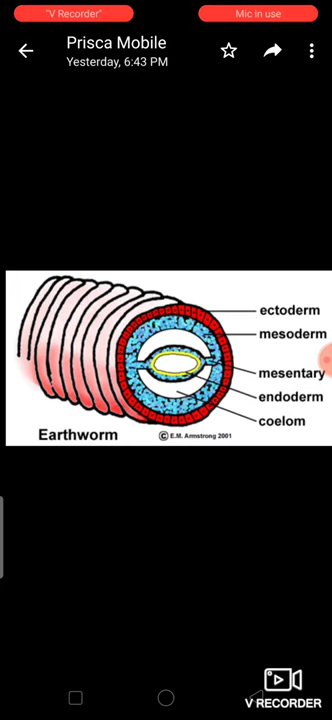 "V Recorder"
Mic in use
Prisca Mobile
Yesterday, 6:43 PM
ectoderm
mesoderm
mesentary
endoderm
coelom
Earthworm
© E.M. Armstrong 2001
V RECORDER